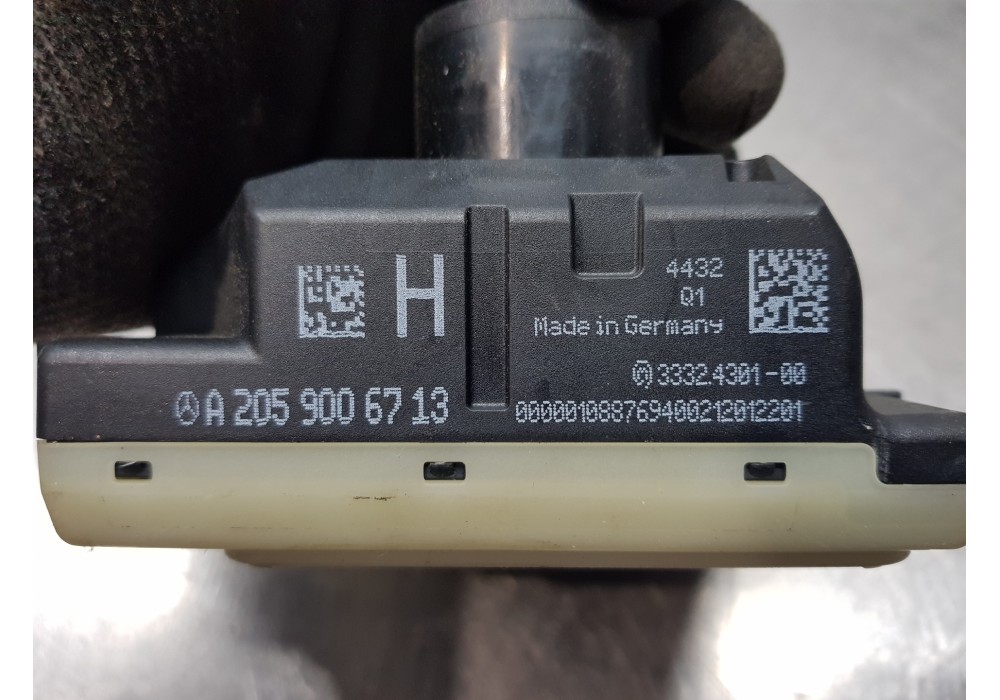 H
4432
Q1
Made in Germany
3332.4301-00
A 205 900 67 13
000001088769400212012201